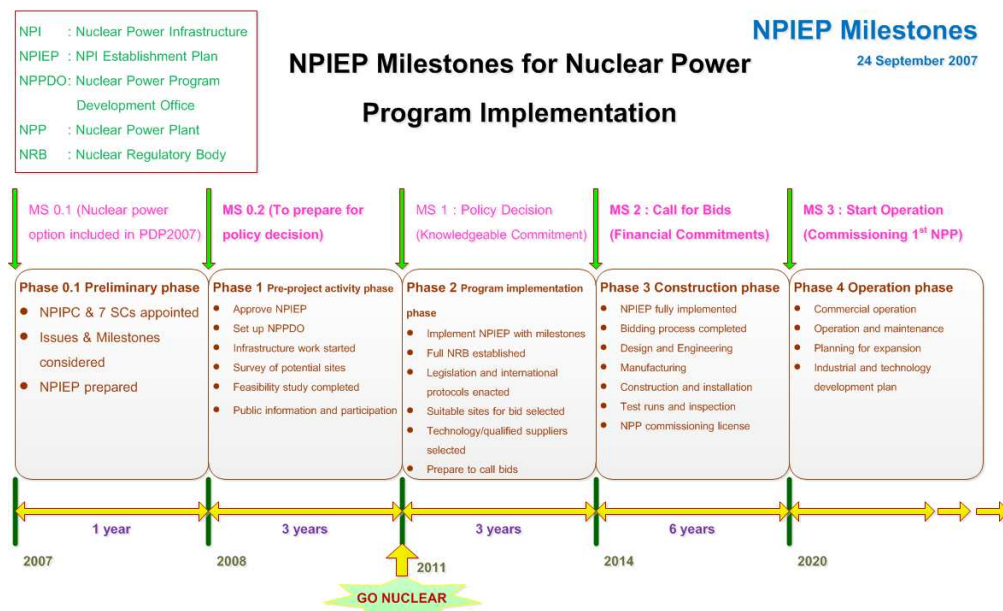 NPI : Nuclear Power Infrastructure
NPIEP : NPI Establishment Plan
NPPDO: Nuclear Power Program
Development Office
NPP : Nuclear Power Plant
NRB : Nuclear Regulatory Body
NPIEP Milestones for Nuclear Power
Program Implementation
NPIEP Milestones
24 September 2007
MS 0.1 (Nuclear power
option included in PDP2007)
MS 0.2 (To prepare for
policy decision)
MS 1 : Policy Decision
(Knowledgeable Commitment)
MS 2 : Call for Bids
(Financial Commitments)
MS 3 : Start Operation
(Commissioning 1st NPP)
Phase 0.1 Preliminary phase
● NPIPC & 7 SCs appointed
● Issues & Milestones
considered
● NPIEP prepared
Phase 1 Pre-project activity phase
● Approve NPIEP
● Set up NPPDO
● Infrastructure work started
● Survey of potential sites
● Feasibility study completed
● Public information and participation
Phase 2 Program implementation
phase
● Implement NPIEP with milestones
● Full NRB established
● Legislation and international
protocols enacted
● Suitable sites for bid selected
● Technology/qualified suppliers
selected
● Prepare to call bids
Phase 3 Construction phase
● NPIEP fully implemented
● Bidding process completed
● Design and Engineering
● Manufacturing
● Construction and installation
● Test runs and inspection
● NPP commissioning license
Phase 4 Operation phase
● Commercial operation
● Operation and maintenance
● Planning for expansion
● Industrial and technology
development plan
1 year
3 years
3 years
6 years
2007
2008
2011
2014
2020
GO NUCLEAR